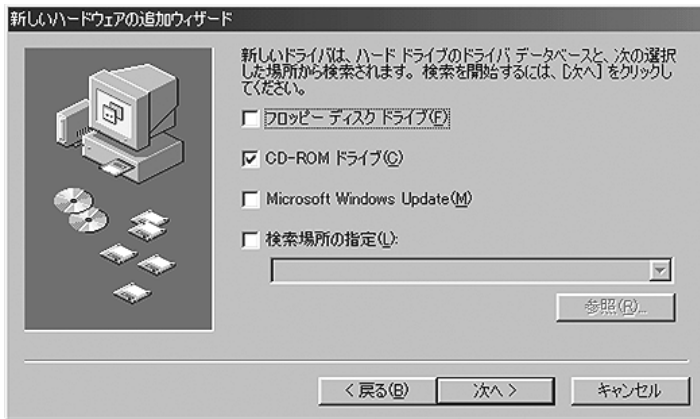 新しいハードウェアの追加ウィザード
新しいドライバは、ハード ドライブのドライバ データベースと、次の選択
した場所から検索されます。検索を開始するには、[次へ] をクリックし
てください。
フロッピー ディスク ドライブ(F)
CD-ROM ドライブ(C)
Microsoft Windows Update(M)
検索場所の指定(L):
参照(R)...
< 戻る(B)
次へ >
キャンセル